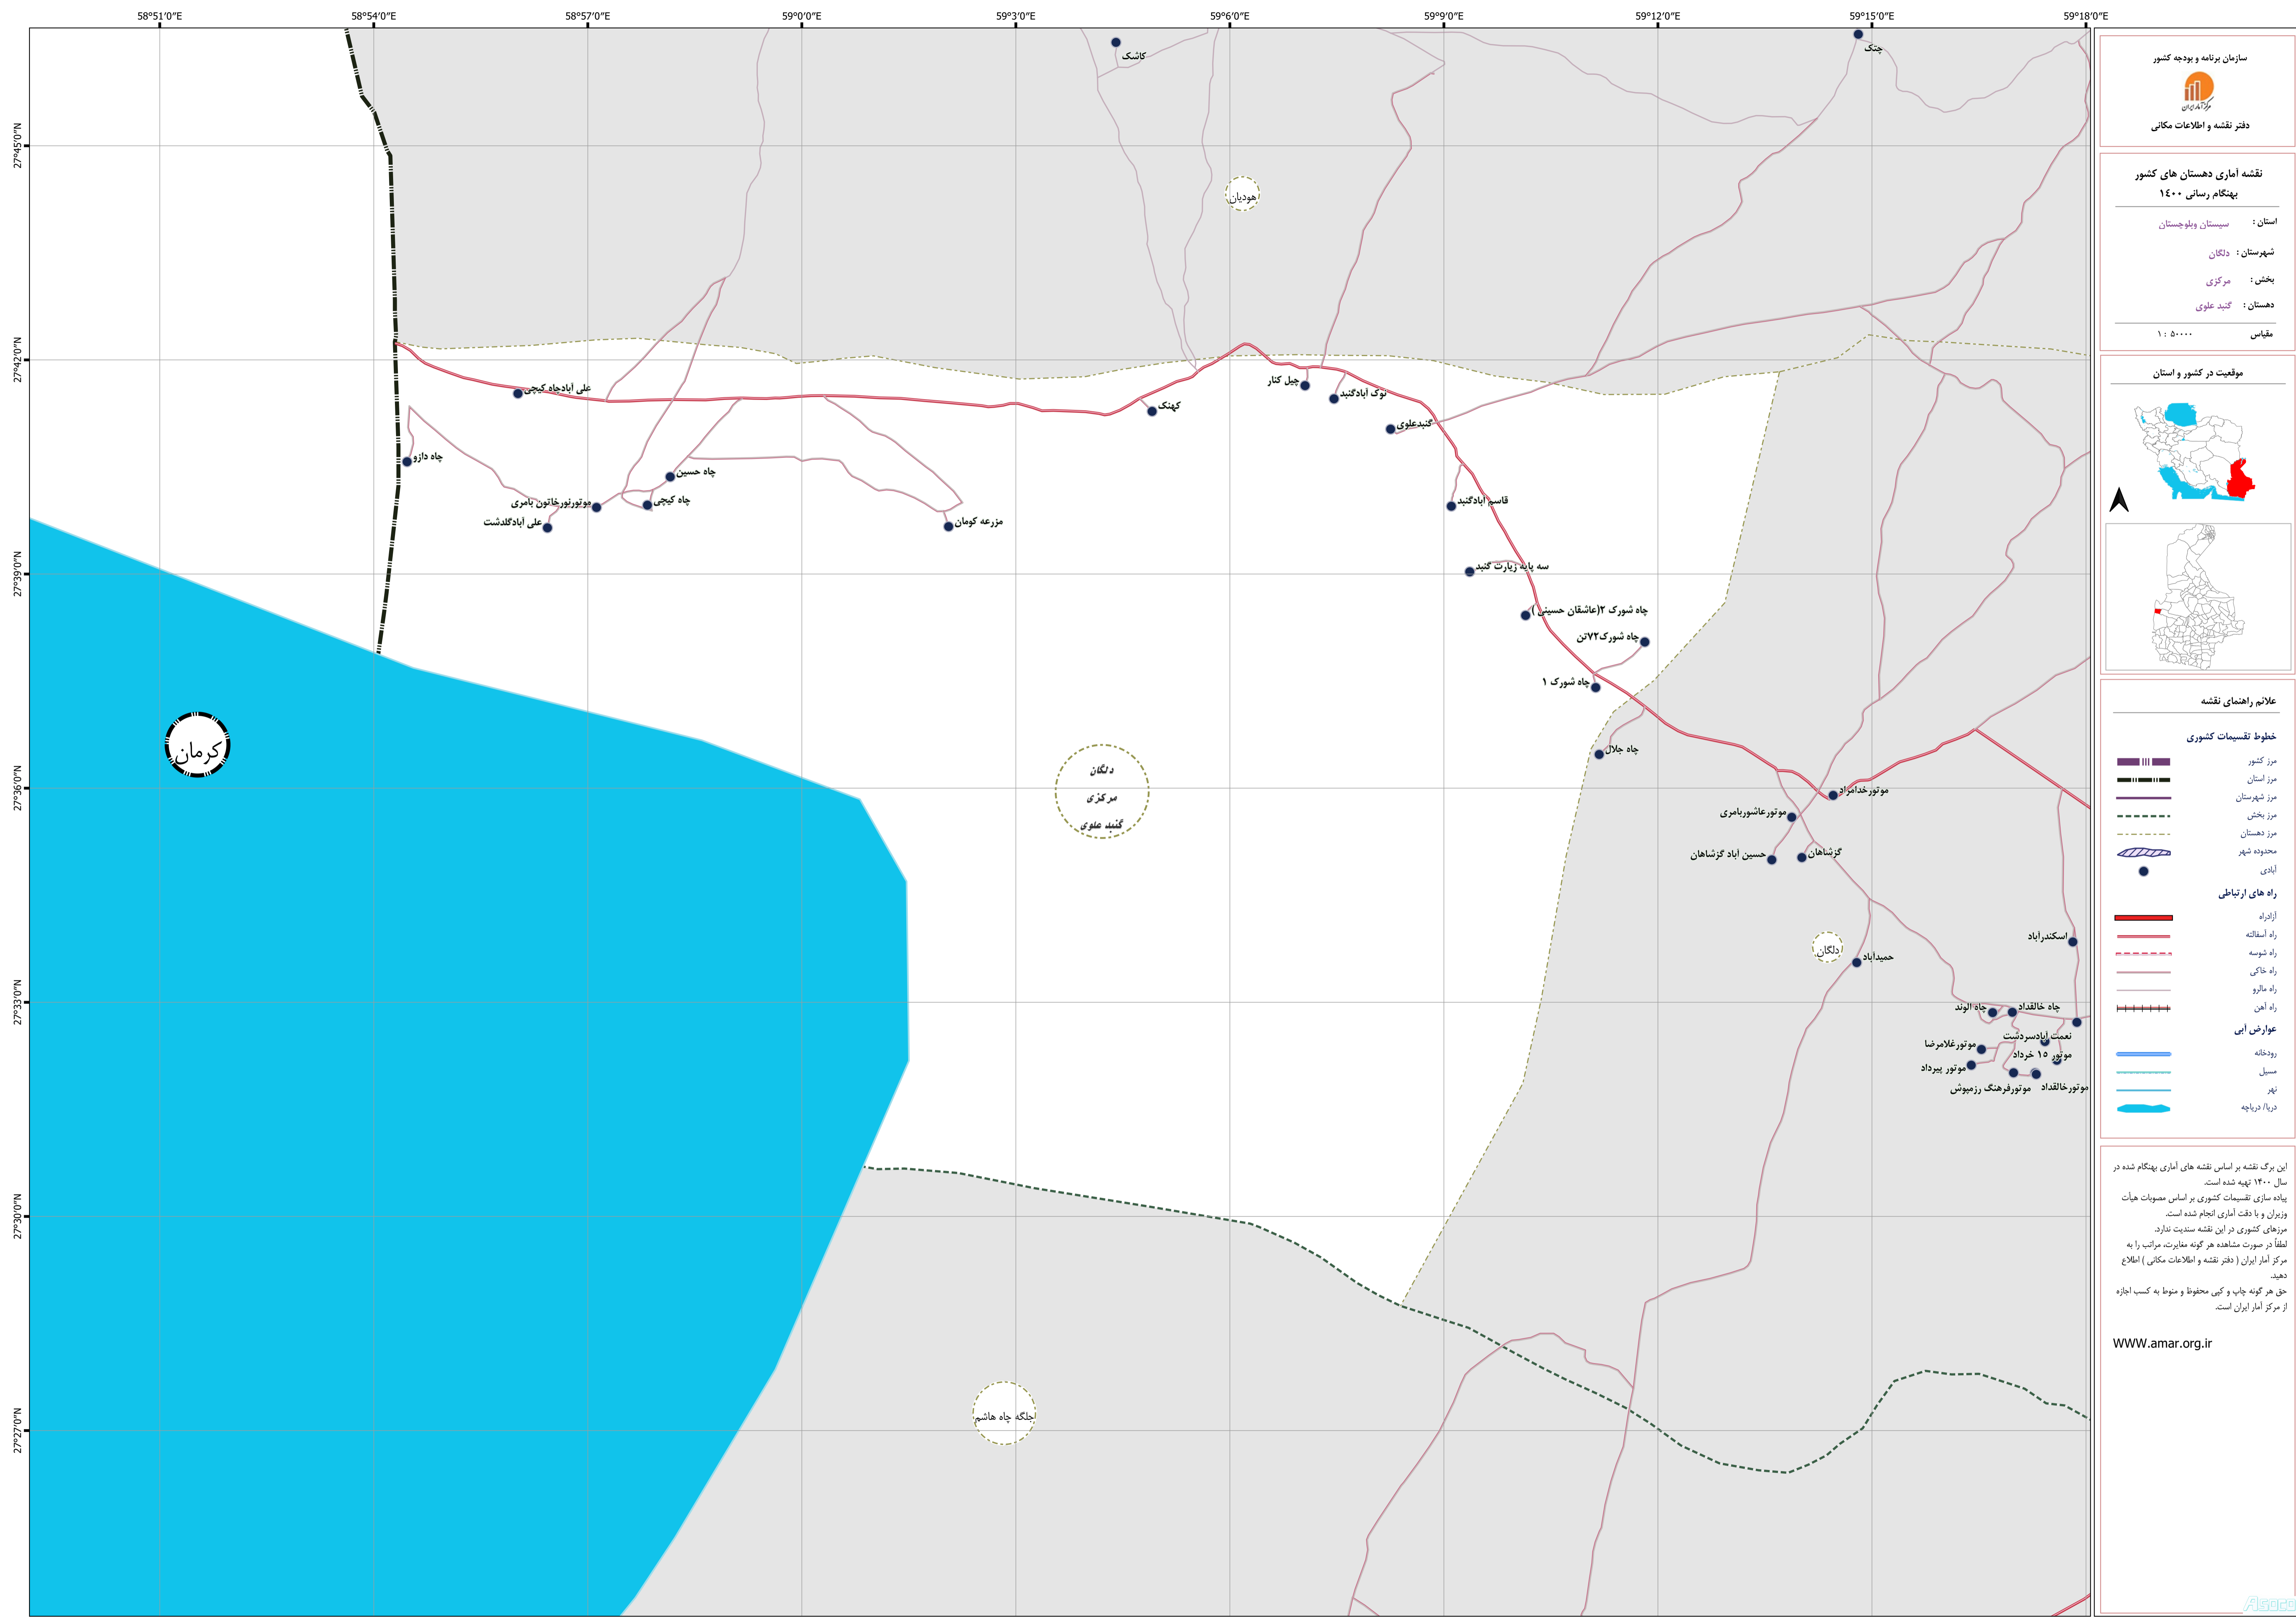 58°51'0"E 58°54'0"E 58°57'0"E 59°0'0"E 59°3'0"E 59°6'0"E 59°9'0"E 59°12'0"E 59°15'0"E 59°18'0"E
27°45'0"N
27°42'0"N
27°39'0"N
27°36'0"N
27°33'0"N
27°30'0"N
27°27'0"N
کاشک
چتک
هودیان
علی آبادچاه کیچی
چیل کنار
نوک آبادگنبد
کهنک
گنبدعلوی
چاه دازو
چاه حسین
چاه کیچی
موتورنورخاتون بامری
علی آبادگلدشت
مزرعه کومان
قاسم آبادگنبد
سه پایه زیارت گنبد
چاه شورک ۲(عاشقان حسینی )
چاه شورک۷۲تن
چاه شورک ۱
چاه جلال
کرمان
دلگان
مرکزی
گنبد علوی
موتورخدامراد
موتورعاشوربامری
حسین آباد گزشاهان
گزشاهان
اسکندرآباد
دلگان
حمیدآباد
چاه الوند
چاه خالقداد
نعمت آبادسردشت
موتورغلامرضا
موتور ۱۵ خرداد
موتور پیرداد
موتورفرهنگ رزمپوش
موتورخالقداد
جلگه چاه هاشم
سازمان برنامه و بودجه کشور
مرکز آمار ایران
دفتر نقشه و اطلاعات مکانی
نقشه آماری دهستان های کشور
بهنگام رسانی ۱۴۰۰
استان : سیستان وبلوچستان
شهرستان : دلگان
بخش : مرکزی
دهستان : گنبد علوی
مقیاس ۱ : ۵۰۰۰۰
موقعیت در کشور و استان
علائم راهنمای نقشه
خطوط تقسیمات کشوری
مرز کشور
مرز استان
مرز شهرستان
مرز بخش
مرز دهستان
محدوده شهر
آبادی
راه های ارتباطی
آزادراه
راه آسفالته
راه شوسه
راه خاکی
راه مالرو
راه آهن
عوارض آبی
رودخانه
مسیل
نهر
دریا/ دریاچه
این برگ نقشه بر اساس نقشه های آماری بهنگام شده در
سال ۱۴۰۰ تهیه شده است.
پیاده سازی تقسیمات کشوری بر اساس مصوبات هیأت
وزیران و با دقت آماری انجام شده است.
مرزهای کشوری در این نقشه سندیت ندارد.
لطفاً در صورت مشاهده هر گونه مغایرت، مراتب را به
مرکز آمار ایران ( دفتر نقشه و اطلاعات مکانی ) اطلاع
دهید.
حق هر گونه چاپ و کپی محفوظ و منوط به کسب اجازه
از مرکز آمار ایران است.
WWW.amar.org.ir